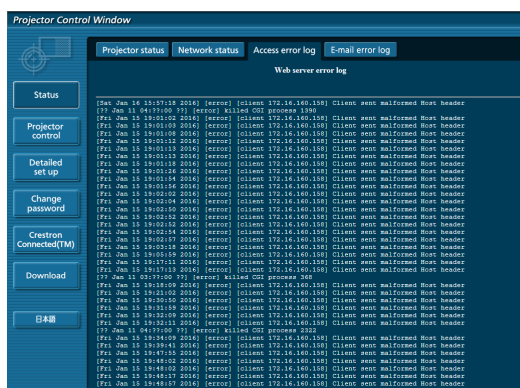 Projector Control Window
Projector status
Network status
Access error log
E-mail error log
Web server error log
Status
Projector control
Detailed set up
Change password
Crestron Connected(TM)
Download
日本語
[Sat Jan 16 15:57:18 2016] [error] [client 172.16.160.158] Client sent malformed Host header
[?? Jan 11 04:??:00 ??] [error] killed CGI process 1390
[Fri Jan 15 19:01:02 2016] [error] [client 172.16.160.158] Client sent malformed Host header
[Fri Jan 15 19:01:03 2016] [error] [client 172.16.160.158] Client sent malformed Host header
[Fri Jan 15 19:01:08 2016] [error] [client 172.16.160.158] Client sent malformed Host header
[Fri Jan 15 19:01:12 2016] [error] [client 172.16.160.158] Client sent malformed Host header
[Fri Jan 15 19:01:13 2016] [error] [client 172.16.160.158] Client sent malformed Host header
[Fri Jan 15 19:01:13 2016] [error] [client 172.16.160.158] Client sent malformed Host header
[Fri Jan 15 19:01:18 2016] [error] [client 172.16.160.158] Client sent malformed Host header
[Fri Jan 15 19:01:26 2016] [error] [client 172.16.160.158] Client sent malformed Host header
[Fri Jan 15 19:01:54 2016] [error] [client 172.16.160.158] Client sent malformed Host header
[Fri Jan 15 19:01:56 2016] [error] [client 172.16.160.158] Client sent malformed Host header
[Fri Jan 15 19:02:02 2016] [error] [client 172.16.160.158] Client sent malformed Host header
[Fri Jan 15 19:02:04 2016] [error] [client 172.16.160.158] Client sent malformed Host header
[Fri Jan 15 19:02:50 2016] [error] [client 172.16.160.158] Client sent malformed Host header
[Fri Jan 15 19:02:52 2016] [error] [client 172.16.160.158] Client sent malformed Host header
[Fri Jan 15 19:02:52 2016] [error] [client 172.16.160.158] Client sent malformed Host header
[Fri Jan 15 19:02:54 2016] [error] [client 172.16.160.158] Client sent malformed Host header
[Fri Jan 15 19:02:57 2016] [error] [client 172.16.160.158] Client sent malformed Host header
[Fri Jan 15 19:03:18 2016] [error] [client 172.16.160.158] Client sent malformed Host header
[Fri Jan 15 19:05:59 2016] [error] [client 172.16.160.158] Client sent malformed Host header
[Fri Jan 15 19:17:11 2016] [error] [client 172.16.160.158] Client sent malformed Host header
[Fri Jan 15 19:17:13 2016] [error] [client 172.16.160.158] Client sent malformed Host header
[?? Jan 11 03:??:00 ??] [error] killed CGI process 368
[Fri Jan 15 19:18:09 2016] [error] [client 172.16.160.158] Client sent malformed Host header
[Fri Jan 15 19:21:02 2016] [error] [client 172.16.160.158] Client sent malformed Host header
[Fri Jan 15 19:30:50 2016] [error] [client 172.16.160.158] Client sent malformed Host header
[Fri Jan 15 19:31:59 2016] [error] [client 172.16.160.158] Client sent malformed Host header
[Fri Jan 15 19:32:09 2016] [error] [client 172.16.160.158] Client sent malformed Host header
[Fri Jan 15 19:32:11 2016] [error] [client 172.16.160.158] Client sent malformed Host header
[?? Jan 11 04:??:00 ??] [error] killed CGI process 2322
[Fri Jan 15 19:34:09 2016] [error] [client 172.16.160.158] Client sent malformed Host header
[Fri Jan 15 19:39:41 2016] [error] [client 172.16.160.158] Client sent malformed Host header
[Fri Jan 15 19:47:55 2016] [error] [client 172.16.160.158] Client sent malformed Host header
[Fri Jan 15 19:48:02 2016] [error] [client 172.16.160.158] Client sent malformed Host header
[Fri Jan 15 19:48:02 2016] [error] [client 172.16.160.158] Client sent malformed Host header
[Fri Jan 15 19:48:17 2016] [error] [client 172.16.160.158] Client sent malformed Host header
[Fri Jan 15 19:48:57 2016] [error] [client 172.16.160.158] Client sent malformed Host header